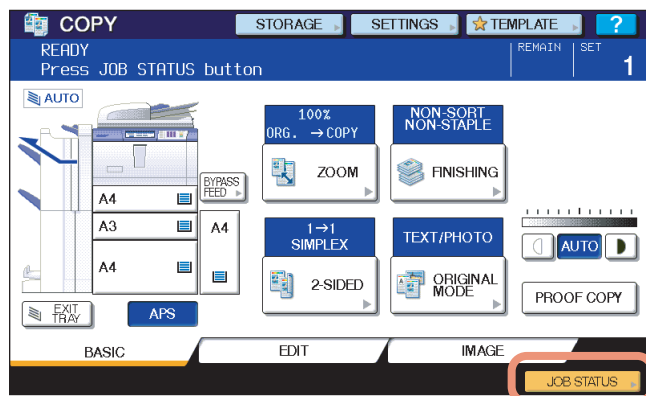 COPY
STORAGE
SETTINGS
TEMPLATE
?
READY
Press JOB STATUS button
REMAIN
SET
1
AUTO
100%
ORG. →COPY
ZOOM
NON-SORT
NON-STAPLE
FINISHING
BYPASS
FEED
A4
A3
A4
A4
1→1
SIMPLEX
2-SIDED
TEXT/PHOTO
ORIGINAL
MODE
AUTO
PROOF COPY
EXIT
TRAY
APS
BASIC
EDIT
IMAGE
JOB STATUS